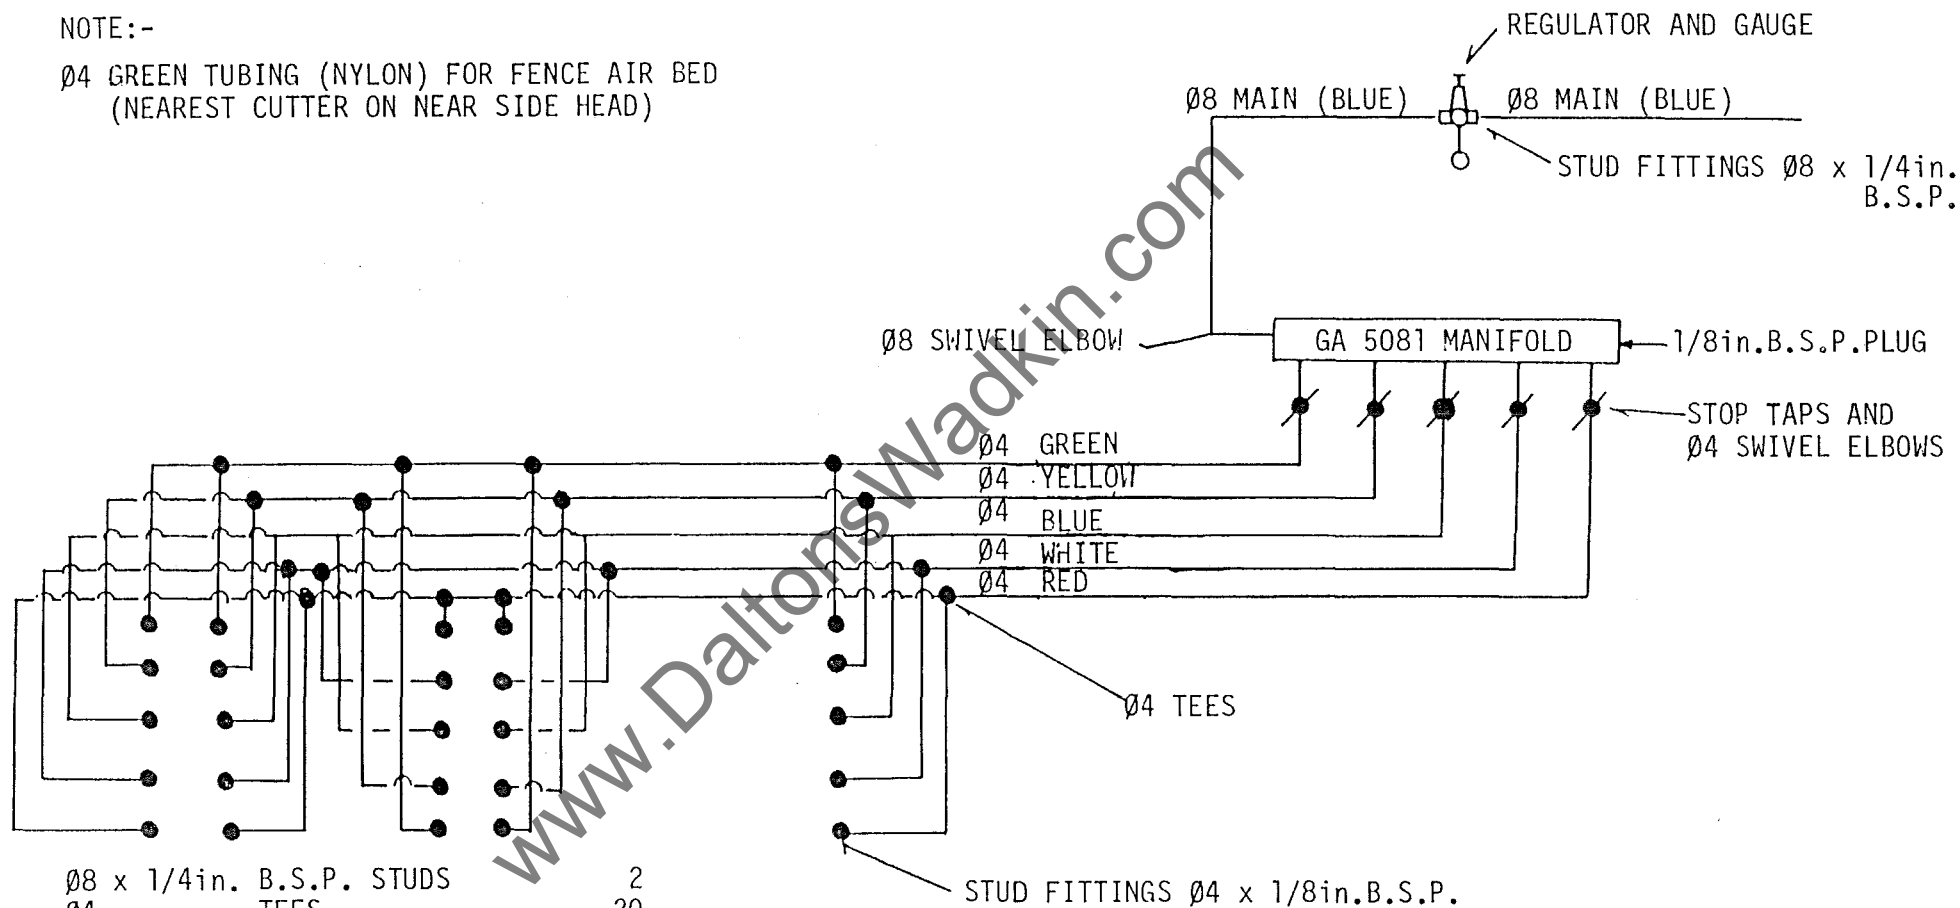 NOTE:-
Ø4 GREEN TUBING (NYLON) FOR FENCE AIR BED
(NEAREST CUTTER ON NEAR SIDE HEAD)
REGULATOR AND GAUGE
Ø8 MAIN (BLUE)
Ø8 MAIN (BLUE)
STUD FITTINGS Ø8 x 1/4in.
B.S.P.
Ø8 SWIVEL ELBOW
GA 5081 MANIFOLD
1/8in.B.S.P.PLUG
STOP TAPS AND
Ø4 SWIVEL ELBOWS
Ø4 GREEN
Ø4 YELLOW
Ø4 BLUE
Ø4 WHITE
Ø4 RED
Ø4 TEES
Ø8 x 1/4in. B.S.P. STUDS 2
Ø4 TEES 20
STUD FITTINGS Ø4 x 1/8in.B.S.P.
www.DaltonsWadkin.com